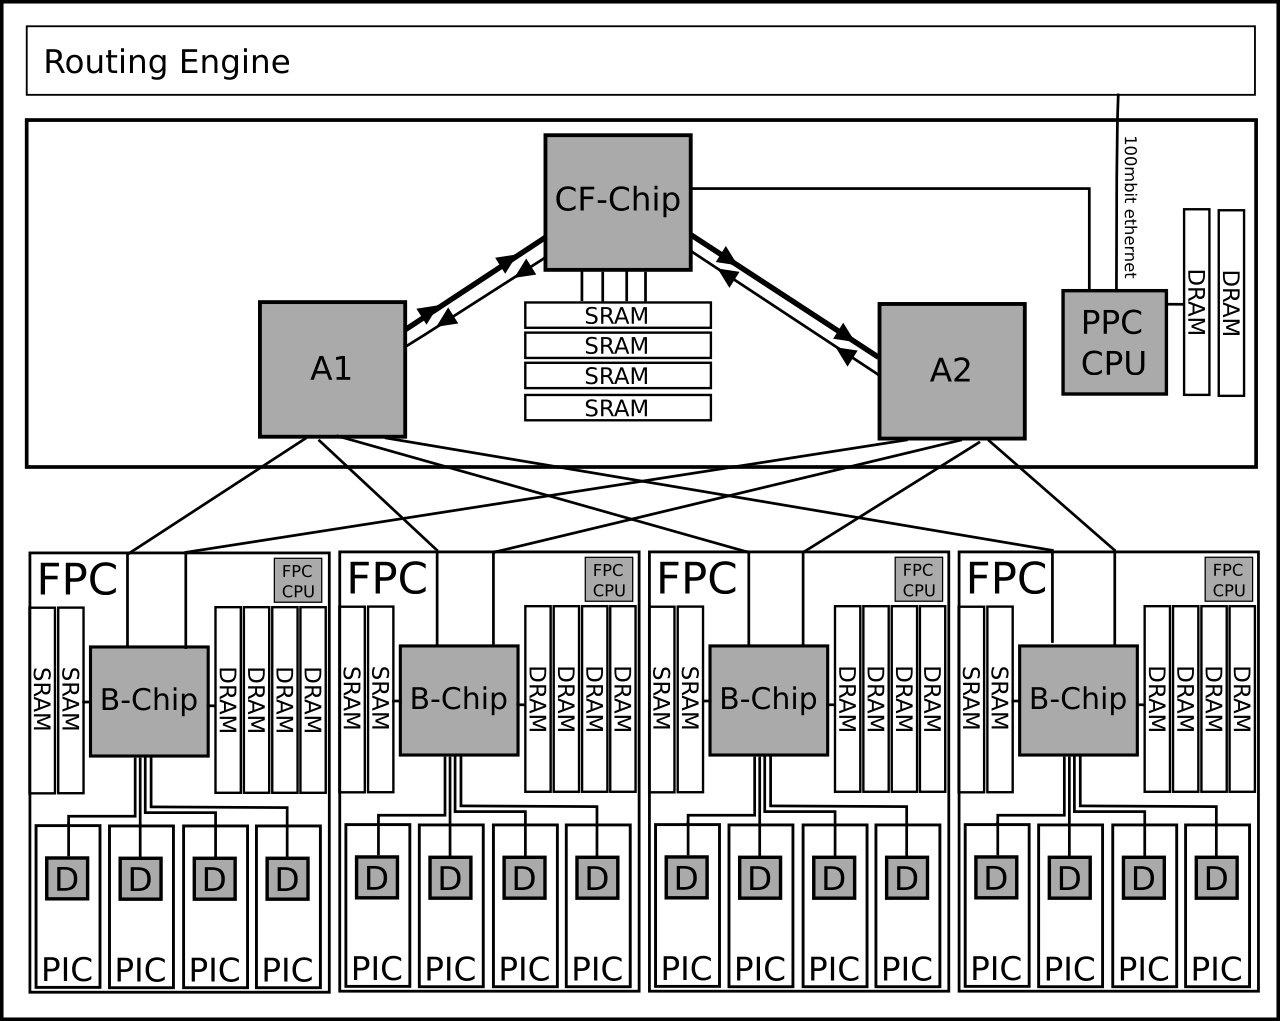 Routing Engine
CF-Chip
100mbit ethernet
A1
A2
PPC
CPU
DRAM
DRAM
SRAM
SRAM
SRAM
SRAM
FPC
FPC
CPU
SRAM
SRAM
B-Chip
DRAM
DRAM
DRAM
DRAM
D
D
D
D
PIC
PIC
PIC
PIC
FPC
FPC
CPU
SRAM
SRAM
B-Chip
DRAM
DRAM
DRAM
DRAM
D
D
D
D
PIC
PIC
PIC
PIC
FPC
FPC
CPU
SRAM
SRAM
B-Chip
DRAM
DRAM
DRAM
DRAM
D
D
D
D
PIC
PIC
PIC
PIC
FPC
FPC
CPU
SRAM
SRAM
B-Chip
DRAM
DRAM
DRAM
DRAM
D
D
D
D
PIC
PIC
PIC
PIC